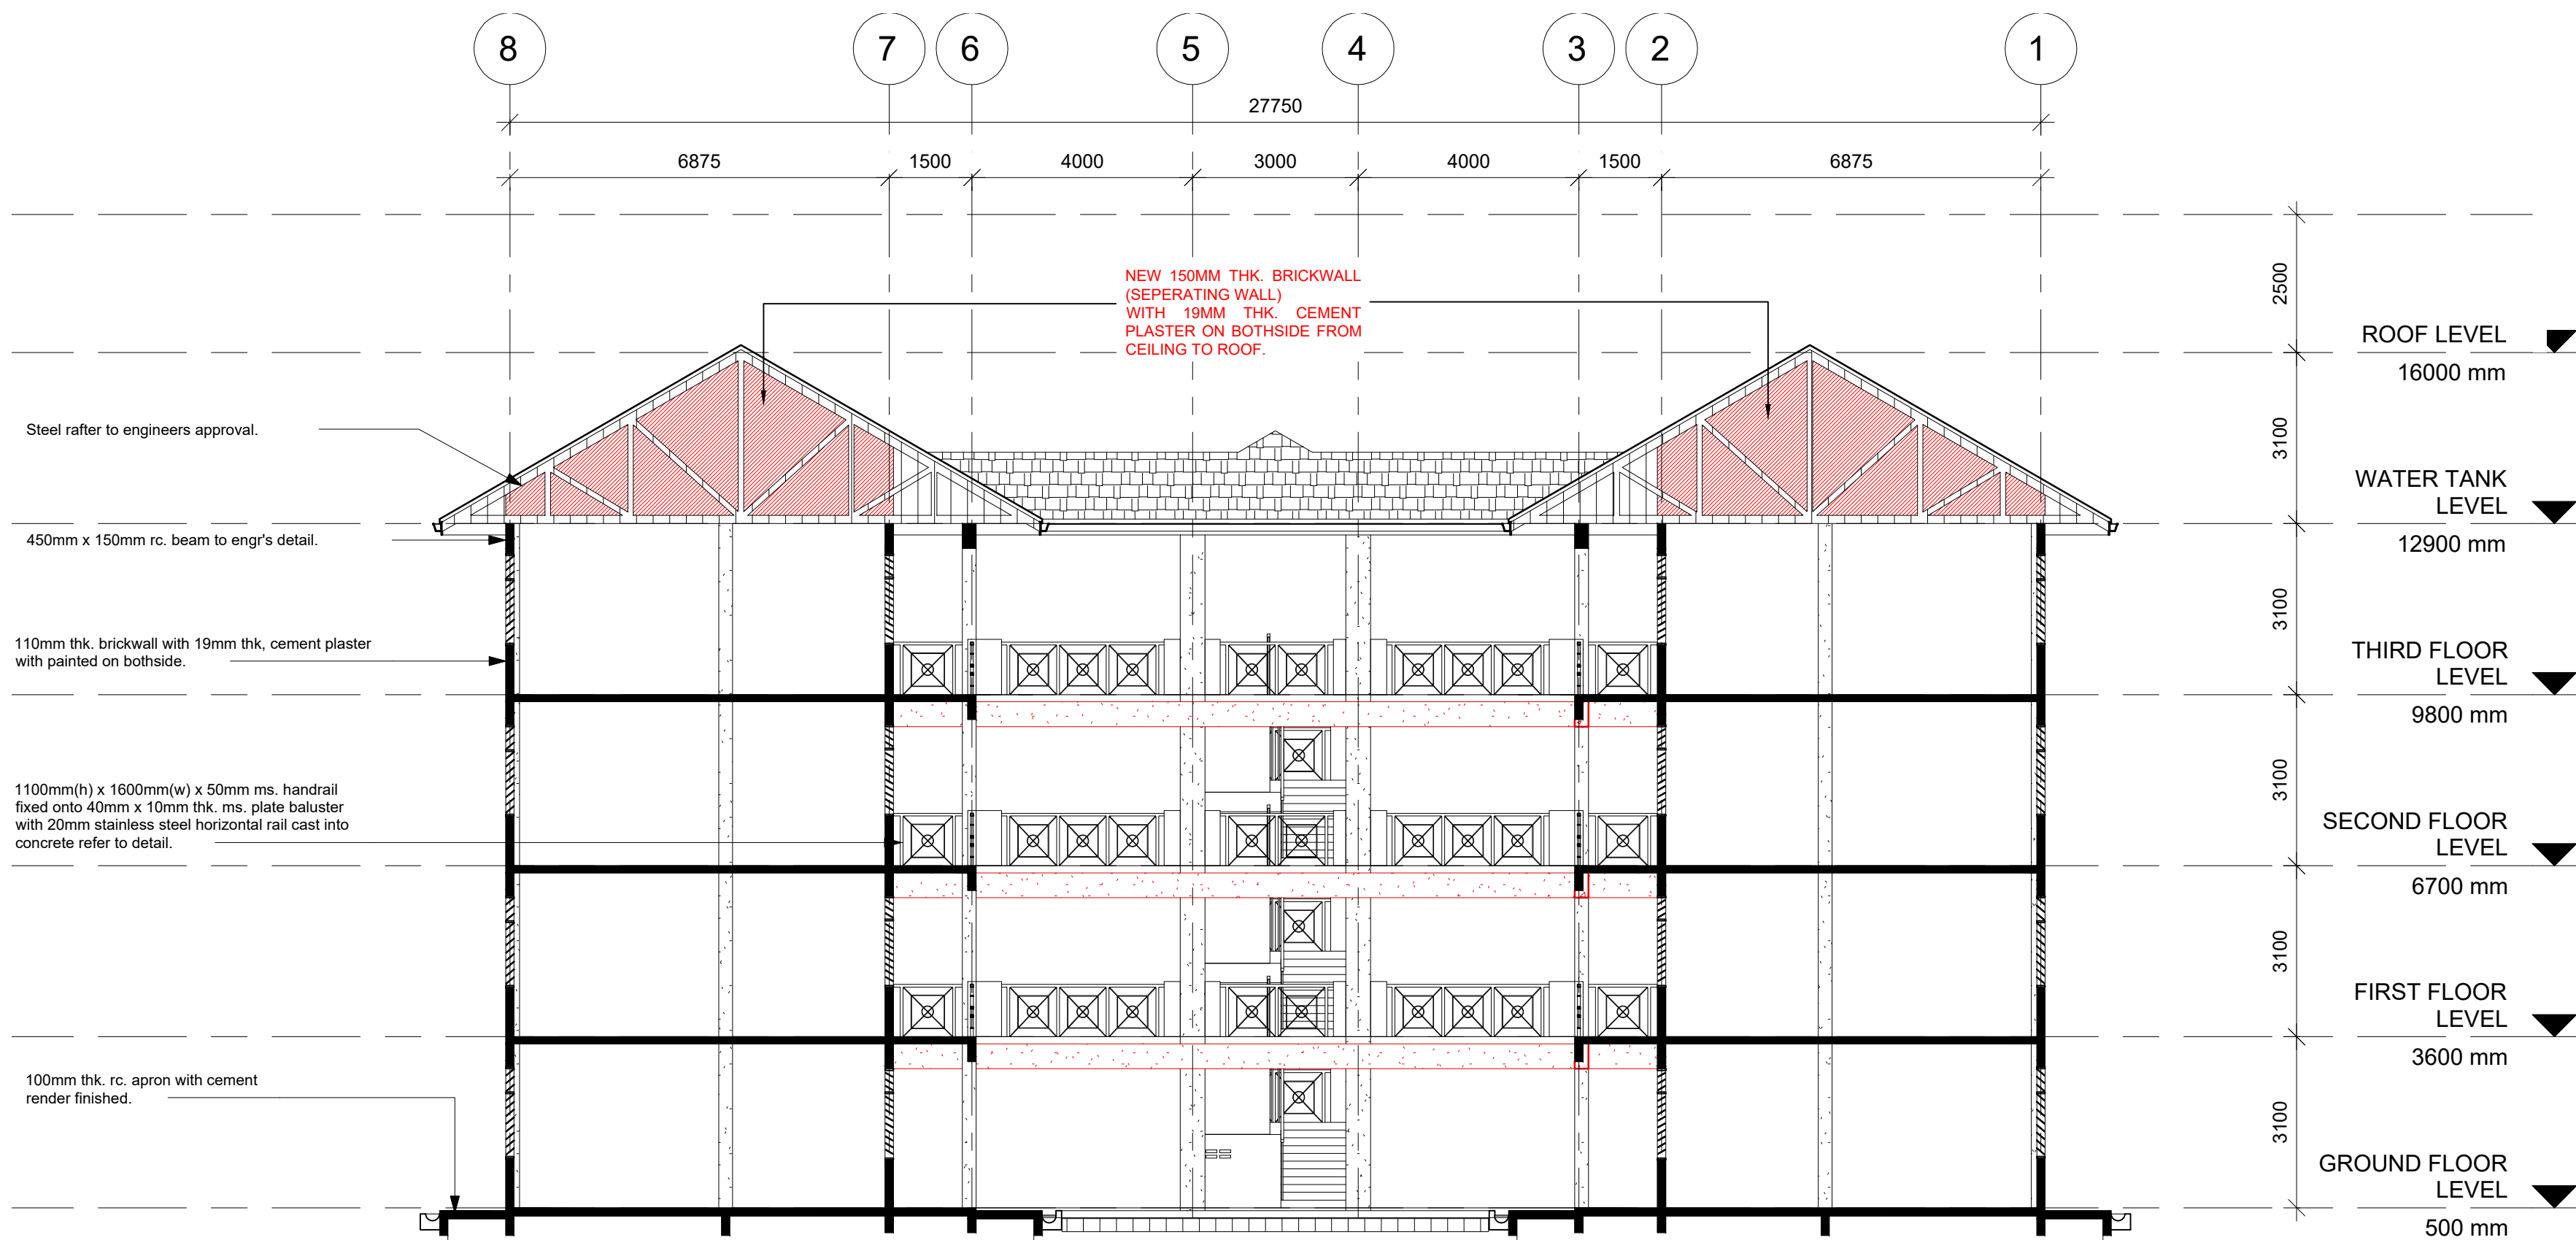 8
7
6
5
4
3
2
1
27750
6875
1500
4000
3000
4000
1500
6875
NEW 150MM THK. BRICKWALL
(SEPERATING WALL)
WITH 19MM THK. CEMENT
PLASTER ON BOTHSIDE FROM
CEILING TO ROOF.
2500
ROOF LEVEL
16000 mm
3100
Steel rafter to engineers approval.
WATER TANK
LEVEL
12900 mm
450mm x 150mm rc. beam to engr's detail.
3100
110mm thk. brickwall with 19mm thk, cement plaster
with painted on bothside.
THIRD FLOOR
LEVEL
9800 mm
3100
1100mm(h) x 1600mm(w) x 50mm ms. handrail
fixed onto 40mm x 10mm thk. ms. plate baluster
with 20mm stainless steel horizontal rail cast into
concrete refer to detail.
SECOND FLOOR
LEVEL
6700 mm
3100
FIRST FLOOR
LEVEL
3600 mm
100mm thk. rc. apron with cement
render finished.
3100
GROUND FLOOR
LEVEL
500 mm